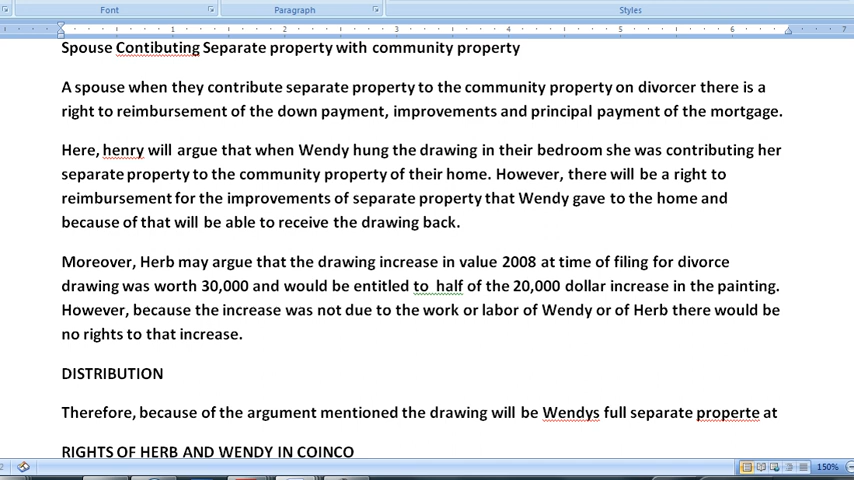 Font Paragraph Styles
1 2 3 4 5 6 7
Spouse Contibuting Separate property with community property
A spouse when they contribute separate property to the community property on divorcer there is a
right to reimbursement of the down payment, improvements and principal payment of the mortgage.
Here, henry will argue that when Wendy hung the drawing in their bedroom she was contributing her
separate property to the community property of their home. However, there will be a right to
reimbursement for the improvements of separate property that Wendy gave to the home and
because of that will be able to receive the drawing back.
Moreover, Herb may argue that the drawing increase in value 2008 at time of filing for divorce
drawing was worth 30,000 and would be entitled to half of the 20,000 dollar increase in the painting.
However, because the increase was not due to the work or labor of Wendy or of Herb there would be
no rights to that increase.
DISTRIBUTION
Therefore, because of the argument mentioned the drawing will be Wendys full separate properte at
RIGHTS OF HERB AND WENDY IN COINCO
2 150%